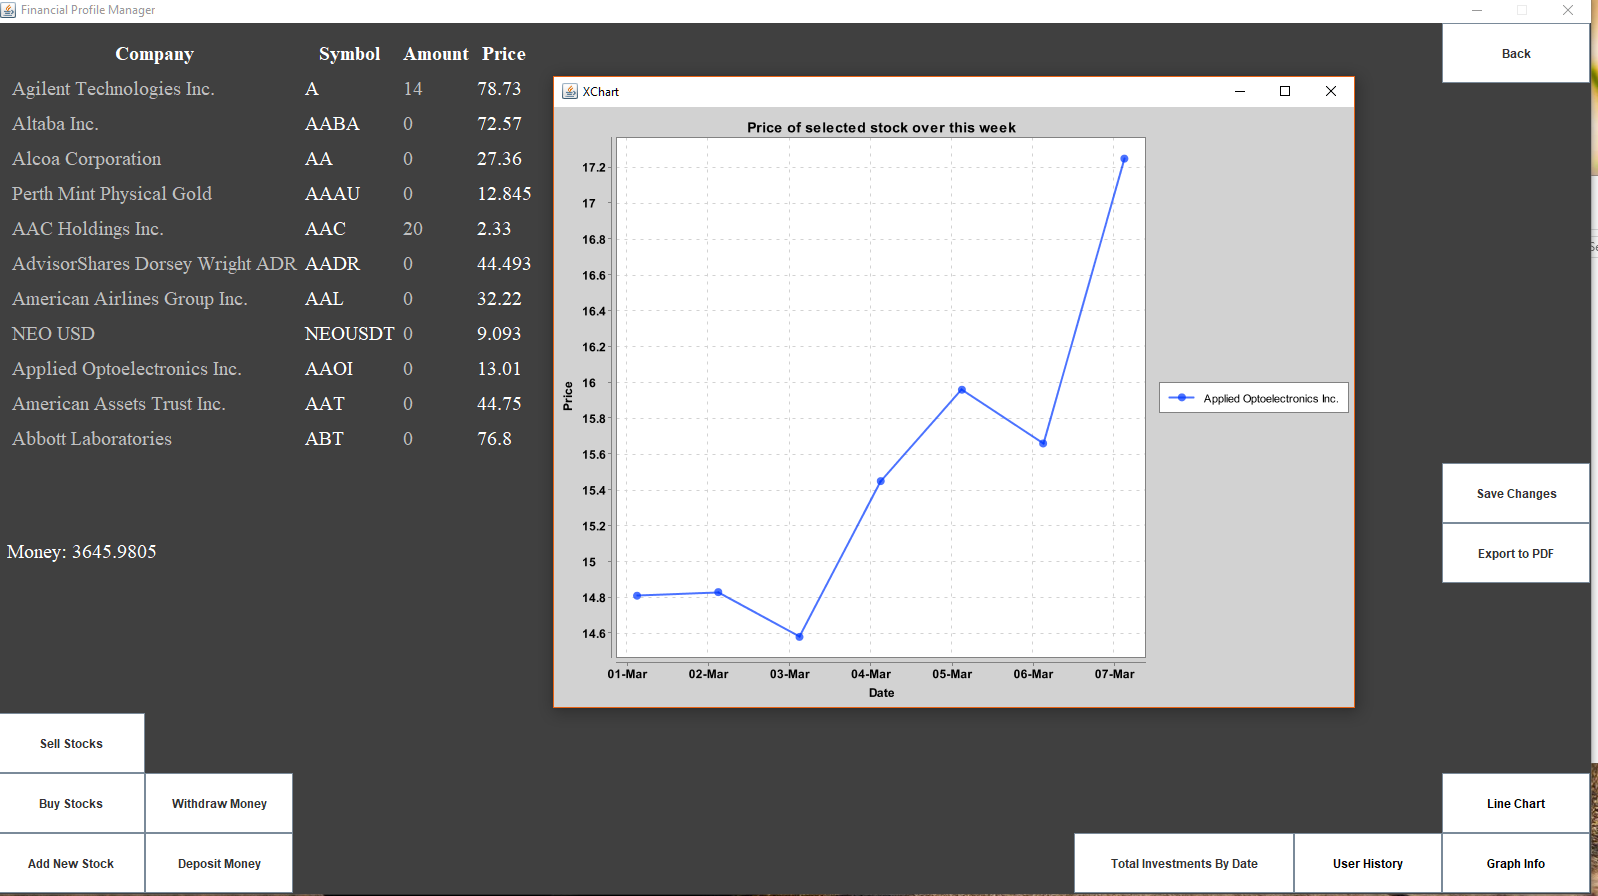 Financial Profile Manager
Company Symbol Amount Price
Agilent Technologies Inc. A 14 78.73
Altaba Inc. AABA 0 72.57
Alcoa Corporation AA 0 27.36
Perth Mint Physical Gold AAAU 0 12.845
AAC Holdings Inc. AAC 20 2.33
AdvisorShares Dorsey Wright ADR AADR 0 44.493
American Airlines Group Inc. AAL 0 32.22
NEO USD NEOUSDT 0 9.093
Applied Optoelectronics Inc. AAOI 0 13.01
American Assets Trust Inc. AAT 0 44.75
Abbott Laboratories ABT 0 76.8
Money: 3645.9805
XChart
Price of selected stock over this week
17.2
17
16.8
16.6
16.4
16.2
16
15.8
15.6
15.4
15.2
15
14.8
14.6
Price
01-Mar 02-Mar 03-Mar 04-Mar 05-Mar 06-Mar 07-Mar
Date
Applied Optoelectronics Inc.
Back
Save Changes
Export to PDF
Sell Stocks
Buy Stocks Withdraw Money
Add New Stock Deposit Money
Line Chart
Total Investments By Date User History Graph Info